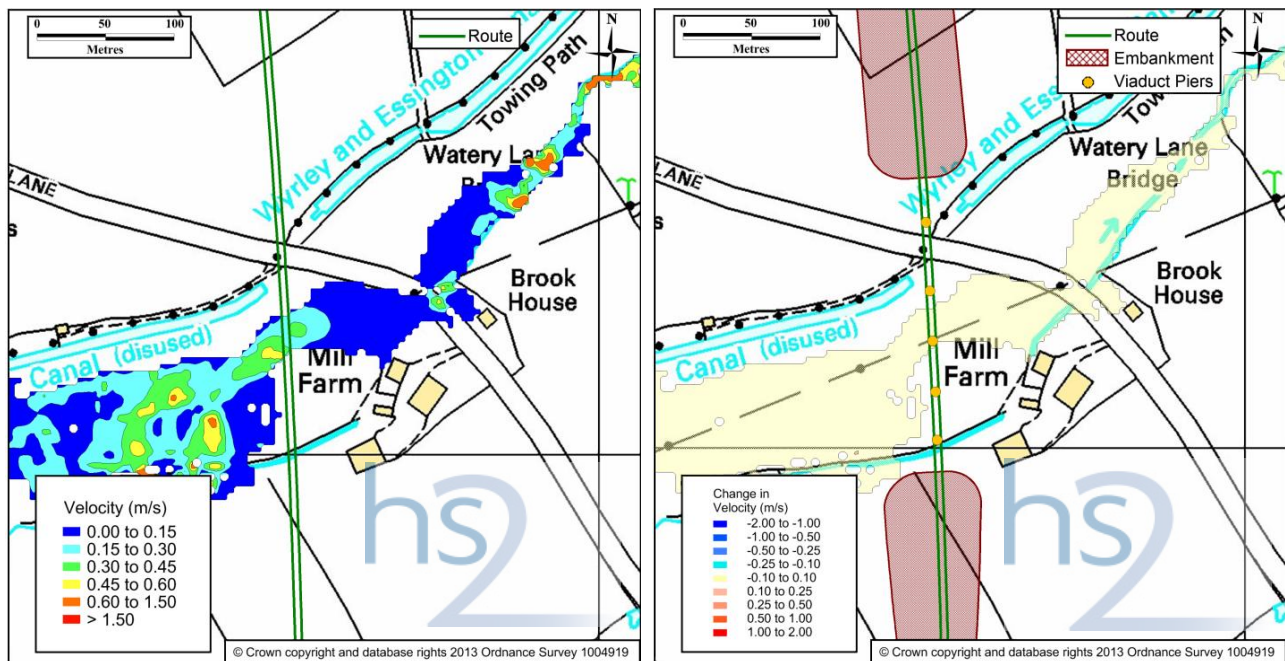 0 50 100
Metres
Route
N
Wyrley and Essington
Towing Path
LANE
Watery Lane
s
Brook
House
Canal (disused)
Mill
Farm
hs2
Velocity (m/s)
0.00 to 0.15
0.15 to 0.30
0.30 to 0.45
0.45 to 0.60
0.60 to 1.50
> 1.50
© Crown copyright and database rights 2013 Ordnance Survey 1004919
0 50 100
Metres
Route
Embankment
Viaduct Piers
N
Wyrley and Es
Watery Lane
Bridge
LANE
s
Brook
House
Canal (disused)
Mill
Farm
hs2
Change in
Velocity (m/s)
-2.00 to -1.00
-1.00 to -0.50
-0.50 to -0.25
-0.25 to -0.10
-0.10 to 0.10
0.10 to 0.25
0.25 to 0.50
0.50 to 1.00
1.00 to 2.00
© Crown copyright and database rights 2013 Ordnance Survey 1004919